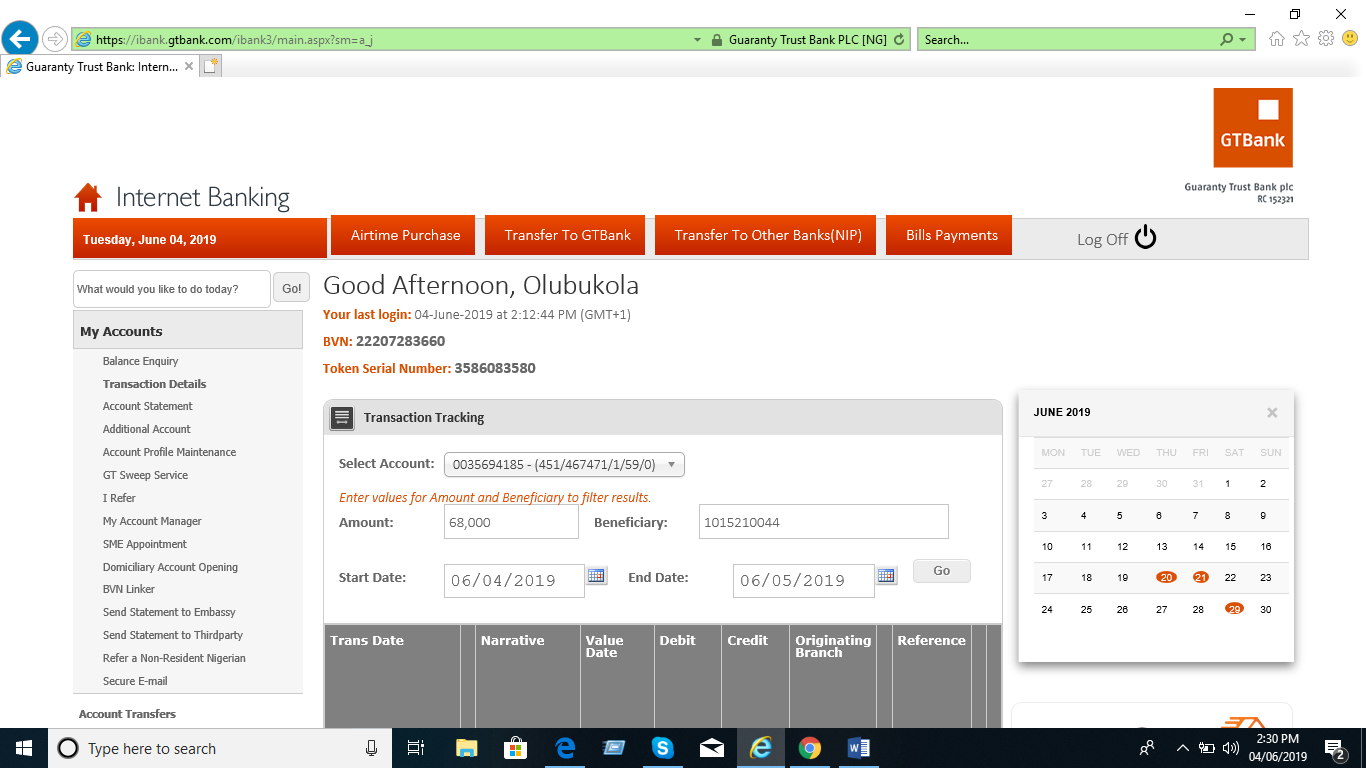 https://ibank.gtbank.com/ibank3/main.aspx?sm=a_j
Guaranty Trust Bank PLC [NG]
Search...
Guaranty Trust Bank: Intern...
GTBank
Guaranty Trust Bank plc
RC 152321
Internet Banking
Tuesday, June 04, 2019
Airtime Purchase
Transfer To GTBank
Transfer To Other Banks(NIP)
Bills Payments
Log Off
What would you like to do today?
Go!
My Accounts
Balance Enquiry
Transaction Details
Account Statement
Additional Account
Account Profile Maintenance
GT Sweep Service
I Refer
My Account Manager
SME Appointment
Domiciliary Account Opening
BVN Linker
Send Statement to Embassy
Send Statement to Thirdparty
Refer a Non-Resident Nigerian
Secure E-mail
Account Transfers
Good Afternoon, Olubukola
Your last login: 04-June-2019 at 2:12:44 PM (GMT+1)
BVN: 22207283660
Token Serial Number: 3586083580
Transaction Tracking
Select Account: 0035694185 - (451/467471/1/59/0)
Enter values for Amount and Beneficiary to filter results.
Amount: 68,000 Beneficiary: 1015210044
Start Date: 06/04/2019 End Date: 06/05/2019 Go
Trans Date Narrative Value Date Debit Credit Originating Branch Reference
JUNE 2019
MON TUE WED THU FRI SAT SUN
27 28 29 30 31 1 2
3 4 5 6 7 8 9
10 11 12 13 14 15 16
17 18 19 20 21 22 23
24 25 26 27 28 29 30
Type here to search
2:30 PM
04/06/2019
2